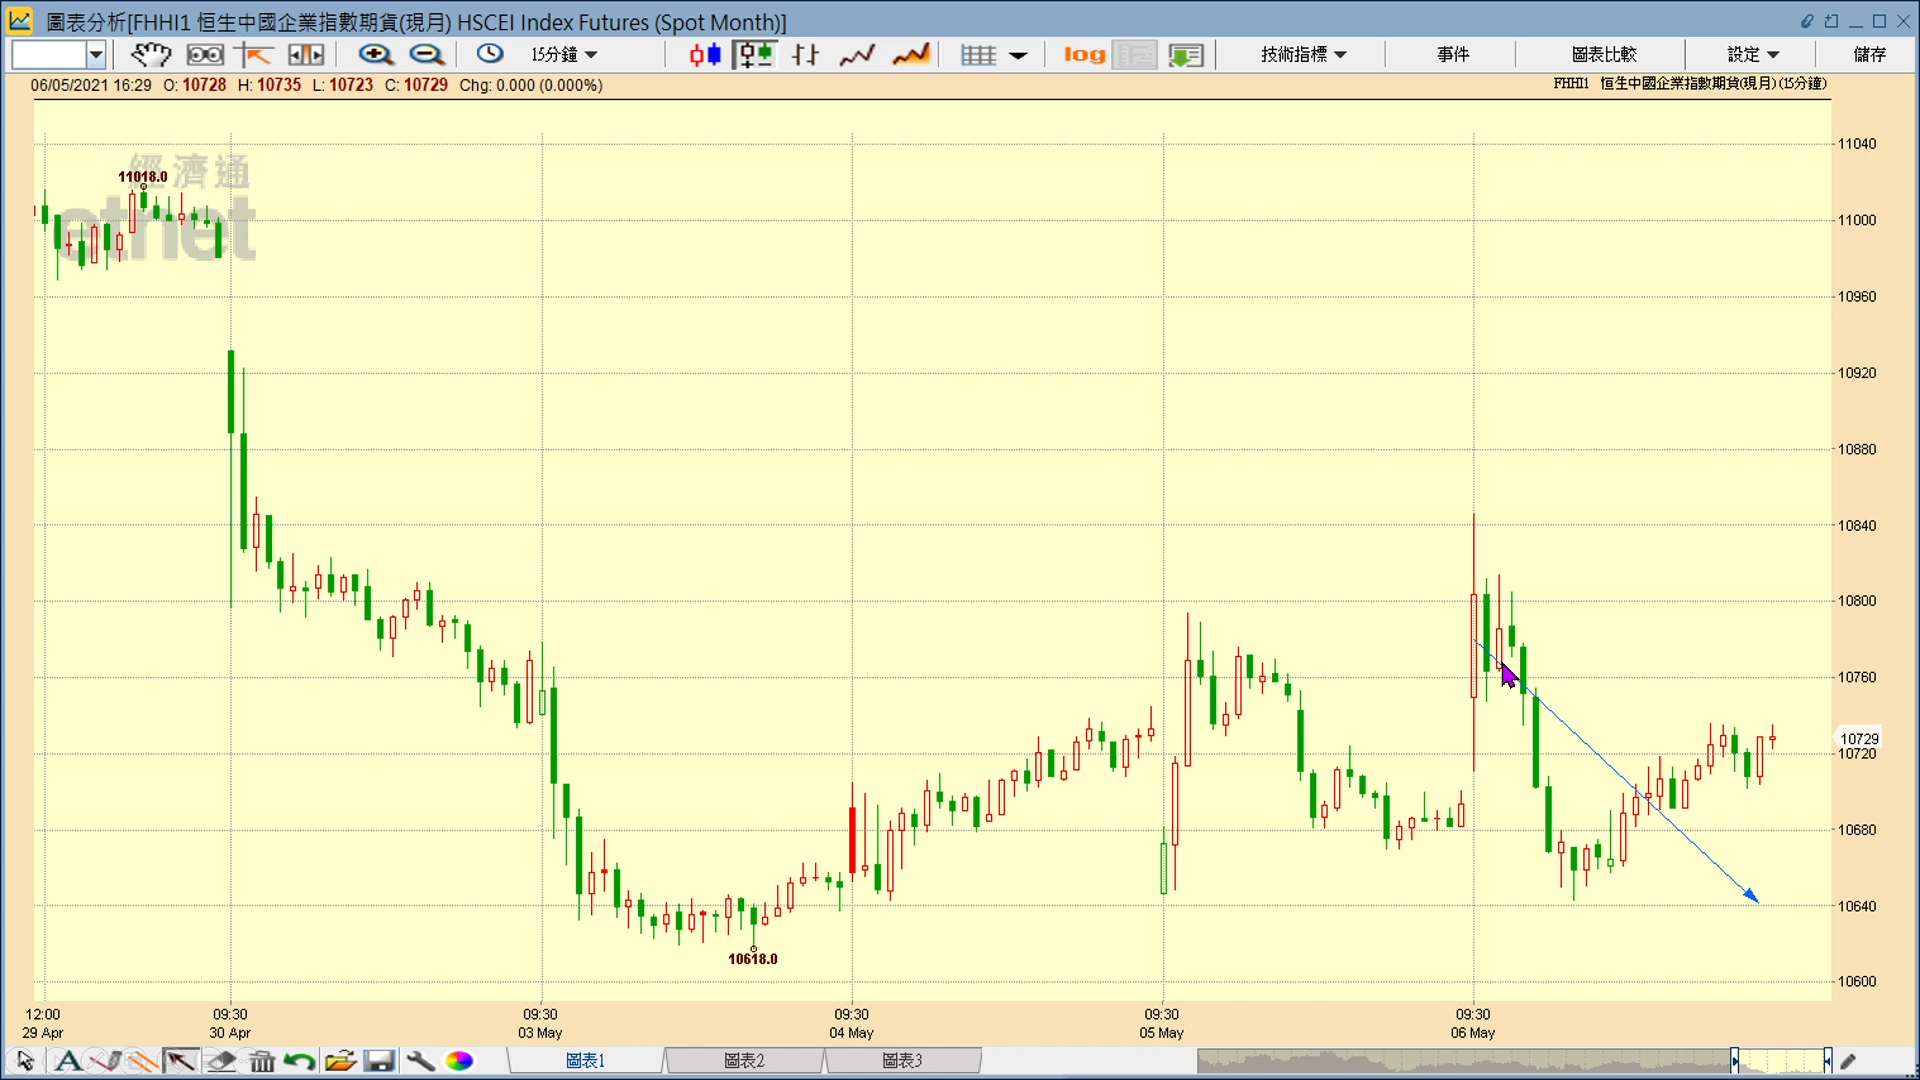 圖表分析[FHHI1 恒生中國企業指數期貨(現月) HSCEI Index Futures (Spot Month)]
15分鐘 log 技術指標 事件 圖表比較 設定 儲存
06/05/2021 16:29 O: 10728 H: 10735 L: 10723 C: 10729 Chg: 0.000 (0.000%)
FHHI1 恒生中國企業指數期貨(現月)(15分鐘)
經濟通
etnet
11018.0
10618.0
11040
11000
10960
10920
10880
10840
10800
10760
10729
10720
10680
10640
10600
12:00 09:30 09:30 09:30 09:30 09:30
29 Apr 30 Apr 03 May 04 May 05 May 06 May
A 圖表1 圖表2 圖表3